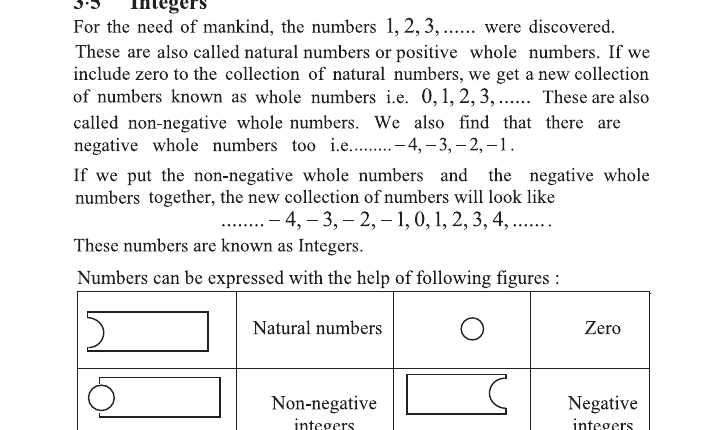 3·5 Integers
For the need of mankind, the numbers 1, 2, 3, ...... were discovered.
These are also called natural numbers or positive whole numbers. If we
include zero to the collection of natural numbers, we get a new collection
of numbers known as whole numbers i.e. 0, 1, 2, 3, ...... These are also
called non-negative whole numbers. We also find that there are
negative whole numbers too i.e......... −4, −3, −2, −1.
If we put the non-negative whole numbers and the negative whole
numbers together, the new collection of numbers will look like
........ −4, −3, −2, −1, 0, 1, 2, 3, 4, .......
These numbers are known as Integers.
Numbers can be expressed with the help of following figures :
Natural numbers Zero
Non-negative Negative
integers integers